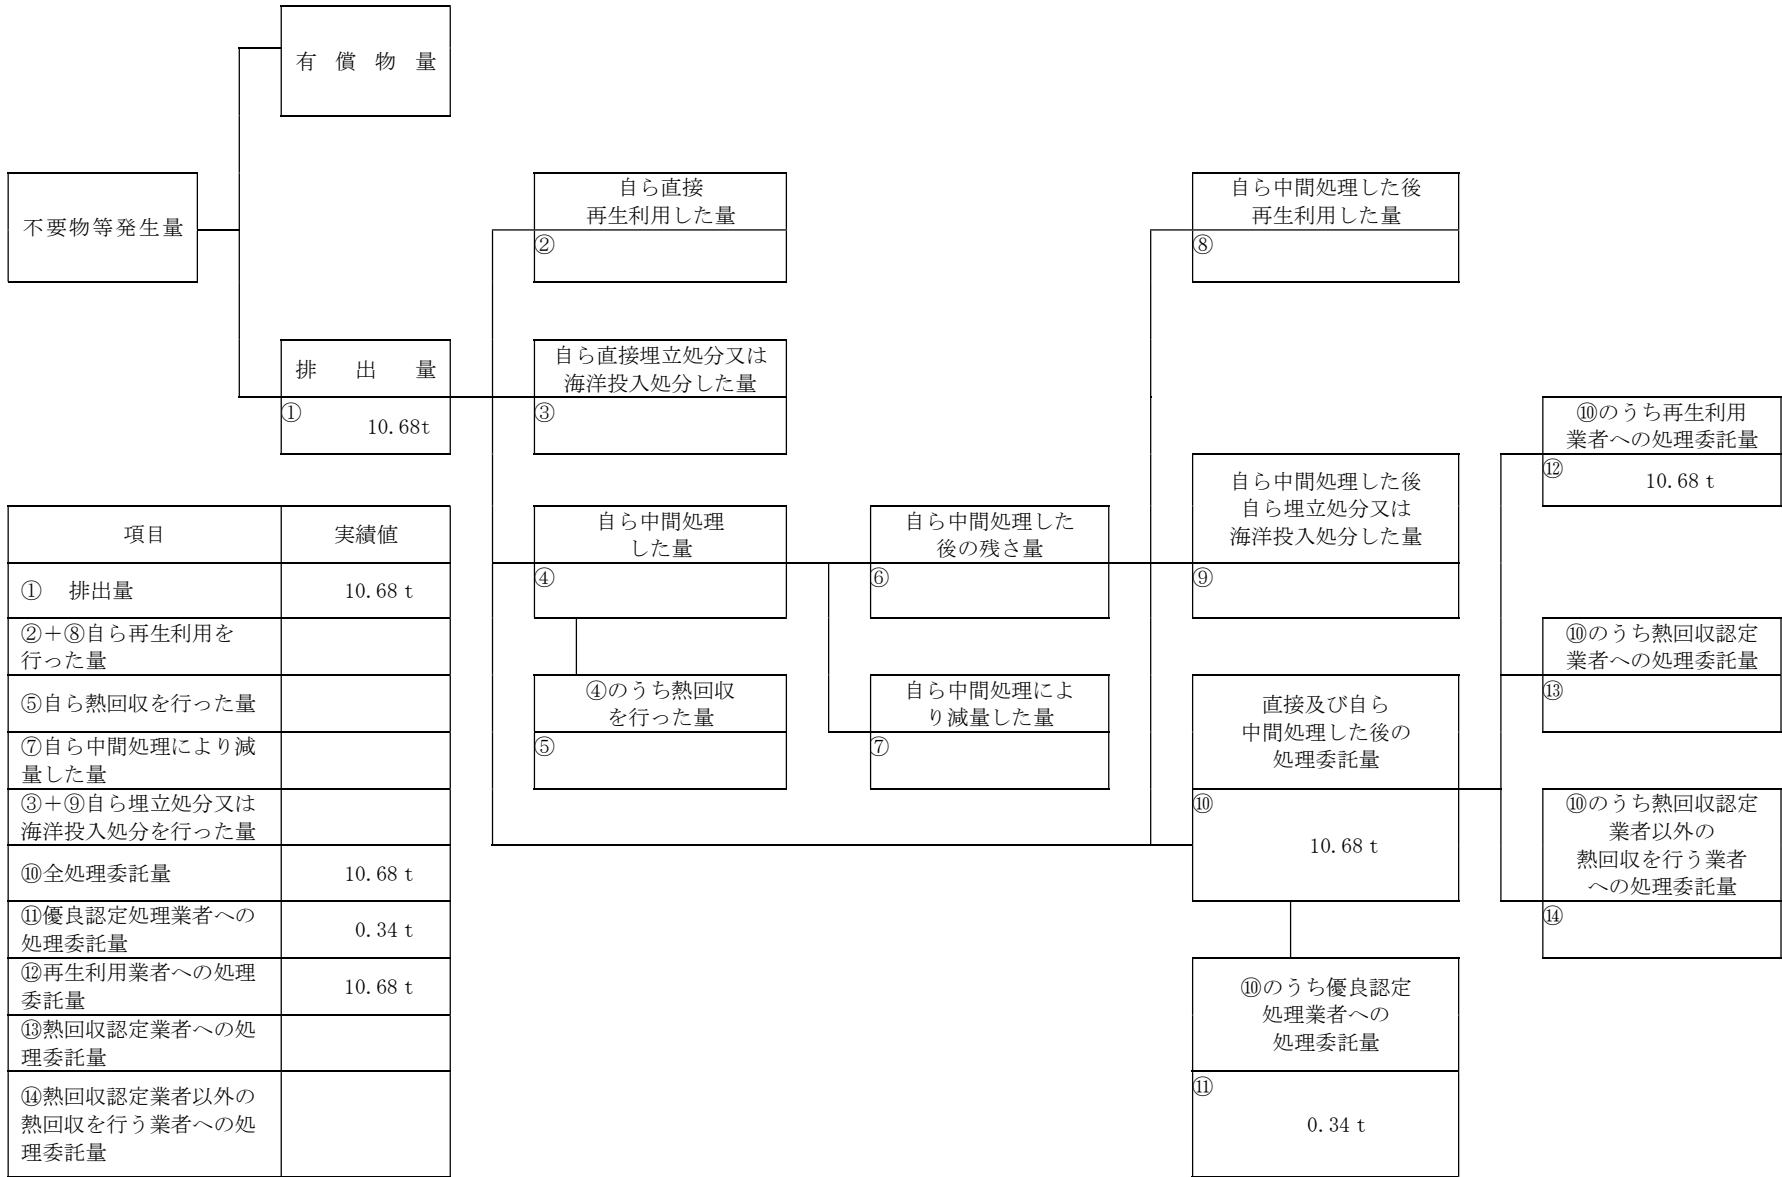 有　償　物　量
不要物等発生量
自ら直接
再生利用した量
②
自ら中間処理した後
再生利用した量
⑧
排　出　量
①
10.68t
自ら直接埋立処分又は
海洋投入処分した量
③
⑩のうち再生利用
業者への処理委託量
⑫
10.68 t
自ら中間処理した後
自ら埋立処分又は
海洋投入処分した量
⑨
自ら中間処理
した量
④
自ら中間処理した
後の残さ量
⑥
⑩のうち熱回収認定
業者への処理委託量
⑬
④のうち熱回収
を行った量
⑤
自ら中間処理によ
り減量した量
⑦
直接及び自ら
中間処理した後の
処理委託量
⑩
10.68 t
⑩のうち熱回収認定
業者以外の
熱回収を行う業者
への処理委託量
⑭
⑩のうち優良認定
処理業者への
処理委託量
⑪
0.34 t
項目　実績値
①　排出量　10.68 t
②＋⑧自ら再生利用を
行った量
⑤自ら熱回収を行った量
⑦自ら中間処理により減
量した量
③＋⑨自ら埋立処分又は
海洋投入処分を行った量
⑩全処理委託量　10.68 t
⑪優良認定処理業者への
処理委託量　0.34 t
⑫再生利用業者への処理
委託量　10.68 t
⑬熱回収認定業者への処
理委託量
⑭熱回収認定業者以外の
熱回収を行う業者への処
理委託量